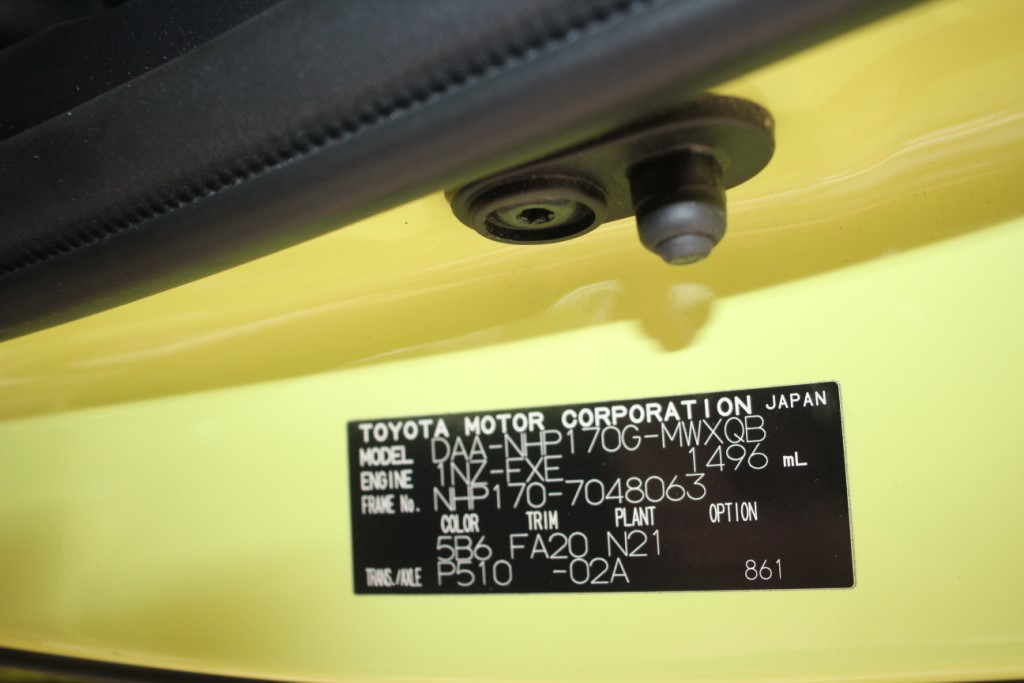 TOYOTA MOTOR CORPORATION JAPAN
MODEL DAA-NHP170G-MWXQB
ENGINE 1NZ-EXE 1496 mL
FRAME No. NHP170-7048063
COLOR TRIM PLANT OPTION
5B6 FA20 N21
TRANS./AXLE P510 -02A 861